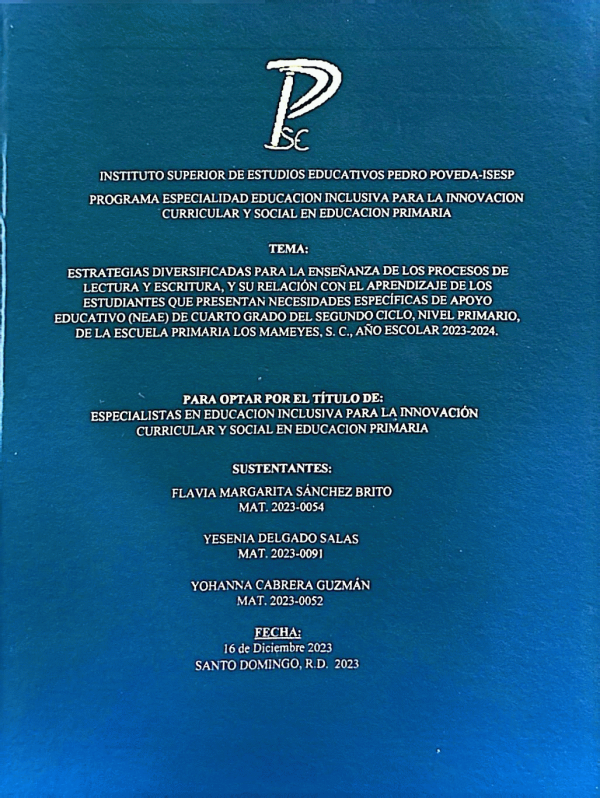 PSE
INSTITUTO SUPERIOR DE ESTUDIOS EDUCATIVOS PEDRO POVEDA-ISESP
PROGRAMA ESPECIALIDAD EDUCACION INCLUSIVA PARA LA INNOVACION
CURRICULAR Y SOCIAL EN EDUCACION PRIMARIA
TEMA:
ESTRATEGIAS DIVERSIFICADAS PARA LA ENSEÑANZA DE LOS PROCESOS DE
LECTURA Y ESCRITURA, Y SU RELACIÓN CON EL APRENDIZAJE DE LOS
ESTUDIANTES QUE PRESENTAN NECESIDADES ESPECÍFICAS DE APOYO
EDUCATIVO (NEAE) DE CUARTO GRADO DEL SEGUNDO CICLO, NIVEL PRIMARIO,
DE LA ESCUELA PRIMARIA LOS MAMEYES, S. C., AÑO ESCOLAR 2023-2024.
PARA OPTAR POR EL TÍTULO DE:
ESPECIALISTAS EN EDUCACION INCLUSIVA PARA LA INNOVACIÓN
CURRICULAR Y SOCIAL EN EDUCACION PRIMARIA
SUSTENTANTES:
FLAVIA MARGARITA SÁNCHEZ BRITO
MAT. 2023-0054
YESENIA DELGADO SALAS
MAT. 2023-0091
YOHANNA CABRERA GUZMÁN
MAT. 2023-0052
FECHA:
16 de Diciembre 2023
SANTO DOMINGO, R.D. 2023